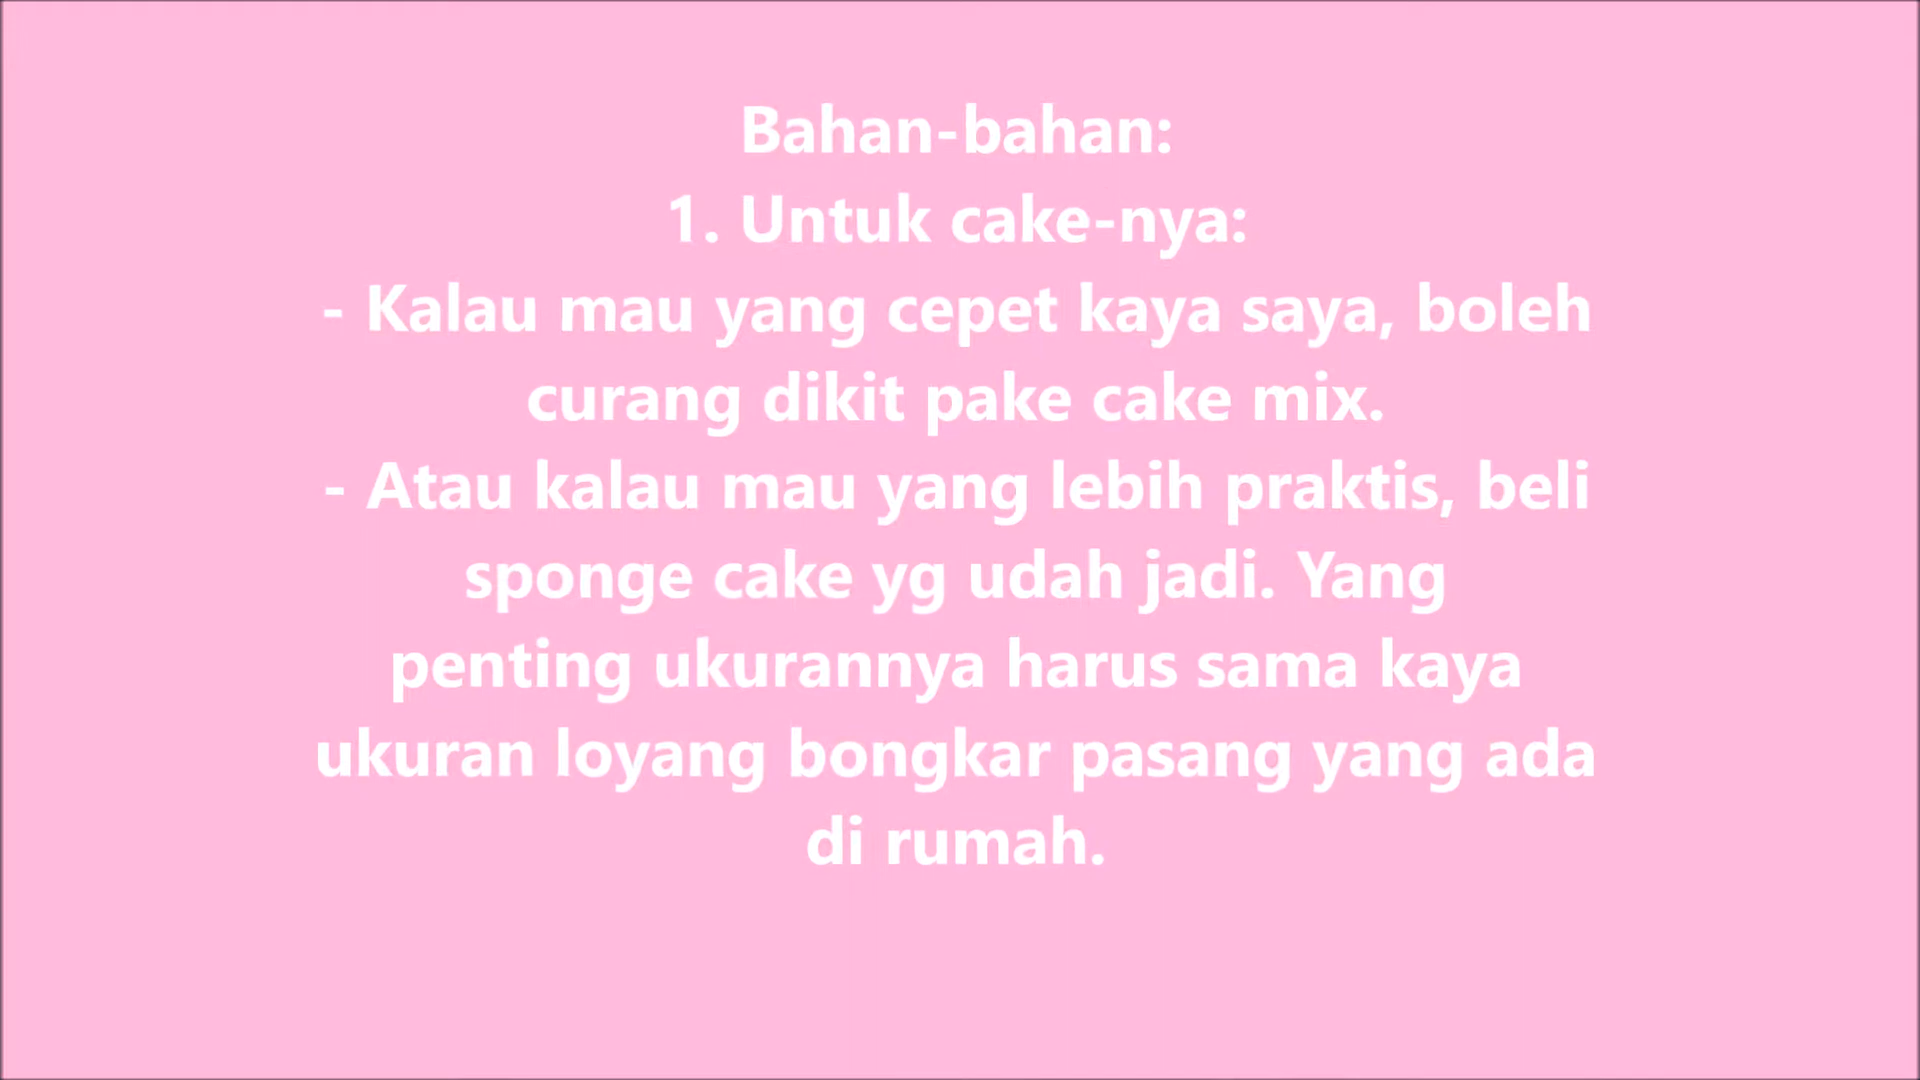 Bahan-bahan:
1. Untuk cake-nya:
- Kalau mau yang cepet kaya saya, boleh
curang dikit pake cake mix.
- Atau kalau mau yang lebih praktis, beli
sponge cake yg udah jadi. Yang
penting ukurannya harus sama kaya
ukuran loyang bongkar pasang yang ada
di rumah.